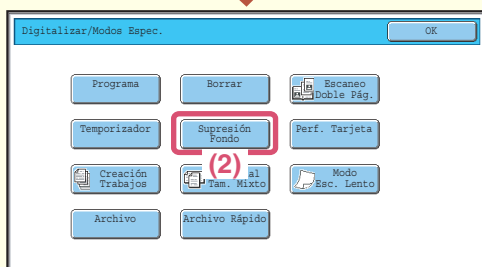 Digitalizar/Modos Espec.
OK
Programa
Borrar
Escaneo
Doble Pág.
Temporizador
Supresión
Fondo
Perf. Tarjeta
(2)
Creación
Trabajos
al
Tam. Mixto
Modo
Esc. Lento
Archivo
Archivo Rápido